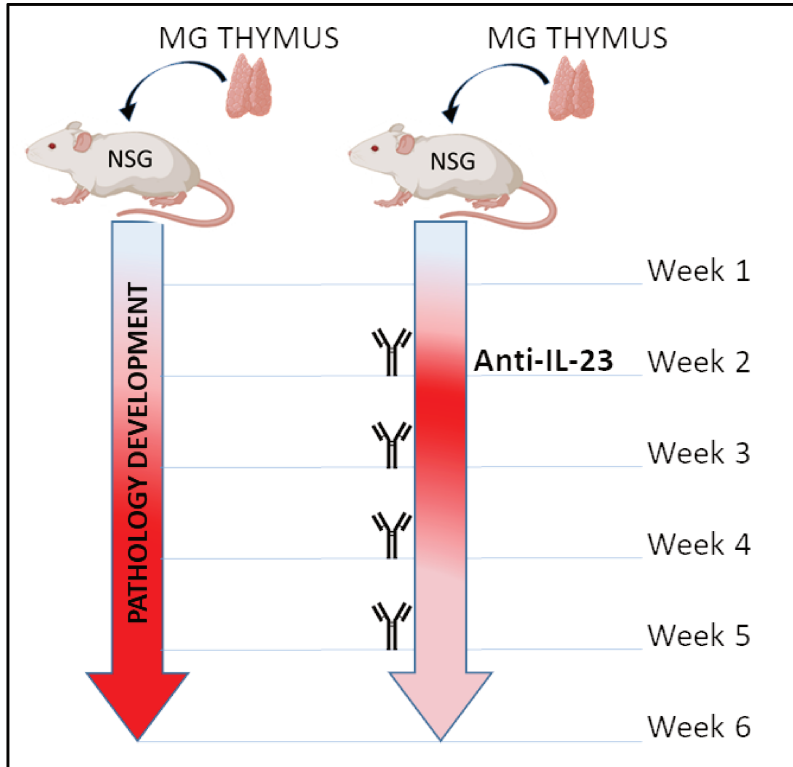 MG THYMUS
MG THYMUS
NSG
NSG
PATHOLOGY DEVELOPMENT
Week 1
Anti-IL-23
Week 2
Week 3
Week 4
Week 5
Week 6